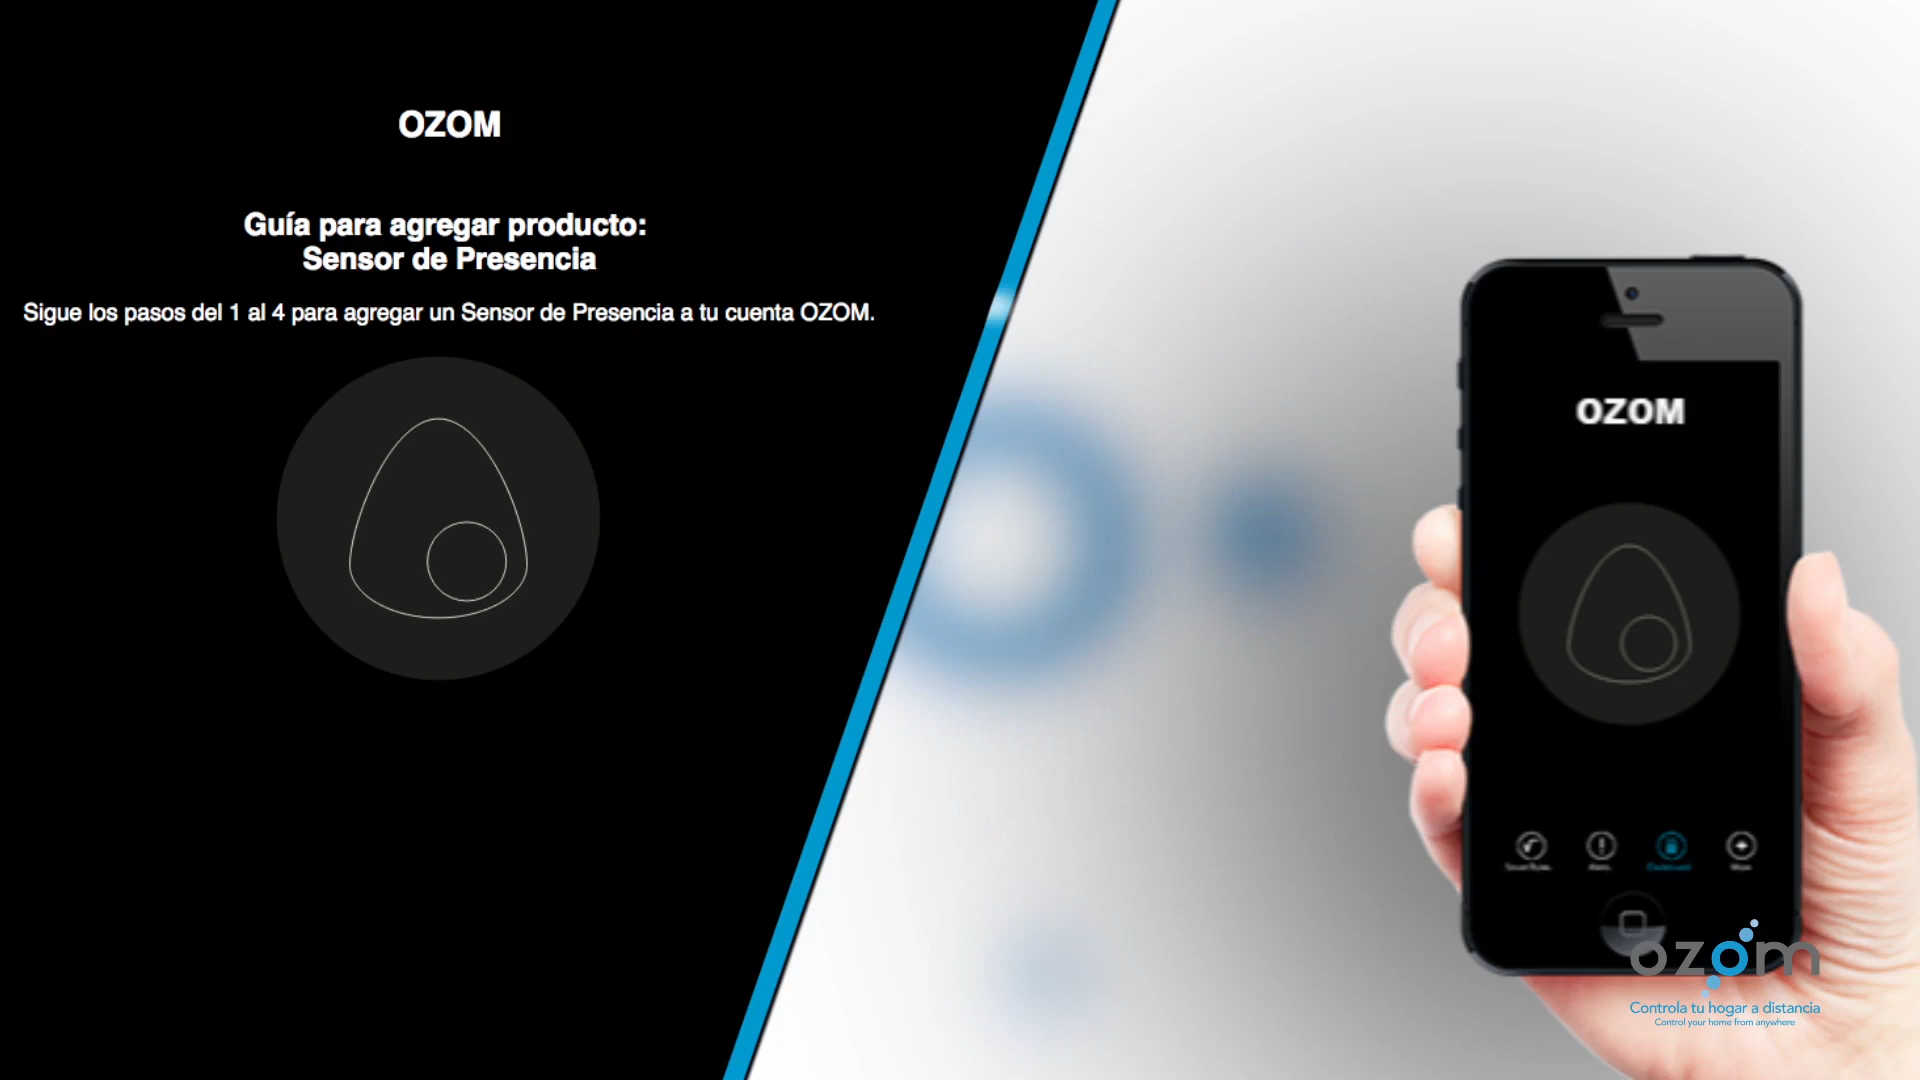 OZOM
Guía para agregar producto:
Sensor de Presencia
Sigue los pasos del 1 al 4 para agregar un Sensor de Presencia a tu cuenta OZOM.
OZOM
ozom
Controla tu hogar a distancia
Control your home from anywhere